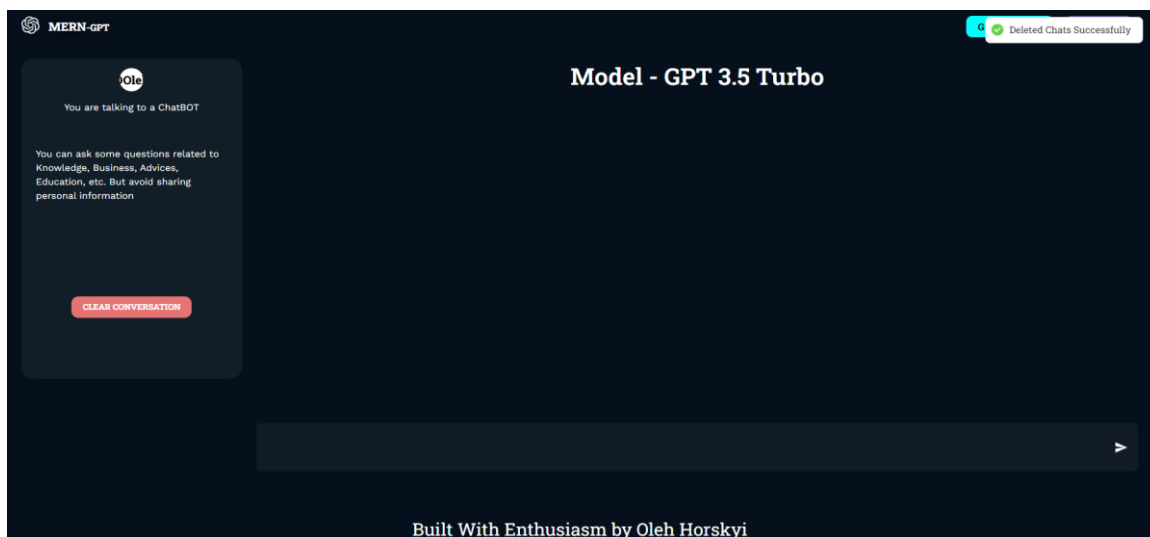 MERN-GPT
G
Deleted Chats Successfully
Ole
You are talking to a ChatBOT
You can ask some questions related to
Knowledge, Business, Advices,
Education, etc. But avoid sharing
personal information
CLEAR CONVERSATION
Model - GPT 3.5 Turbo
Built With Enthusiasm by Oleh Horskyi